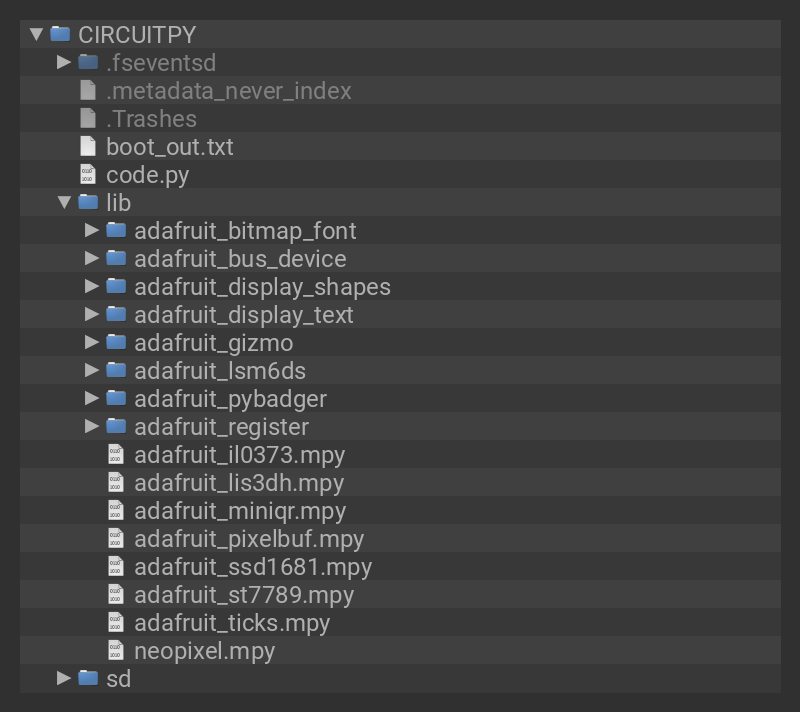 CIRCUITPY
.fseventsd
.metadata_never_index
.Trashes
boot_out.txt
code.py
lib
adafruit_bitmap_font
adafruit_bus_device
adafruit_display_shapes
adafruit_display_text
adafruit_gizmo
adafruit_lsm6ds
adafruit_pybadger
adafruit_register
adafruit_il0373.mpy
adafruit_lis3dh.mpy
adafruit_miniqr.mpy
adafruit_pixelbuf.mpy
adafruit_ssd1681.mpy
adafruit_st7789.mpy
adafruit_ticks.mpy
neopixel.mpy
sd